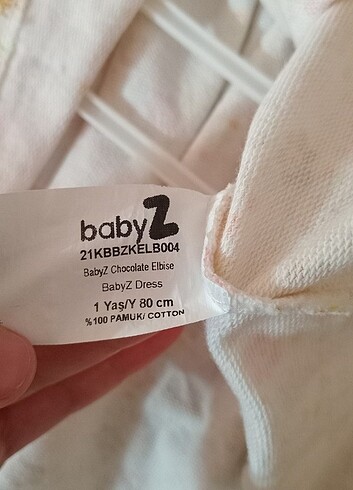 babyZ
21KBBZKELB004
BabyZ Chocolate Elbise
BabyZ Dress
1 Yaş/Y 80 cm
%100 PAMUK/ COTTON